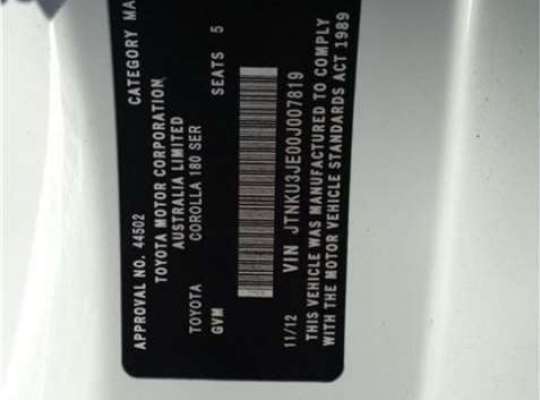 APPROVAL NO. 44502 CATEGORY MA
TOYOTA MOTOR CORPORATION
AUSTRALIA LIMITED
TOYOTA COROLLA 180 SER
GVM SEATS 5
11/12 VIN JTNKU3JE00J007819
THIS VEHICLE WAS MANUFACTURED TO COMPLY
WITH THE MOTOR VEHICLE STANDARDS ACT 1989